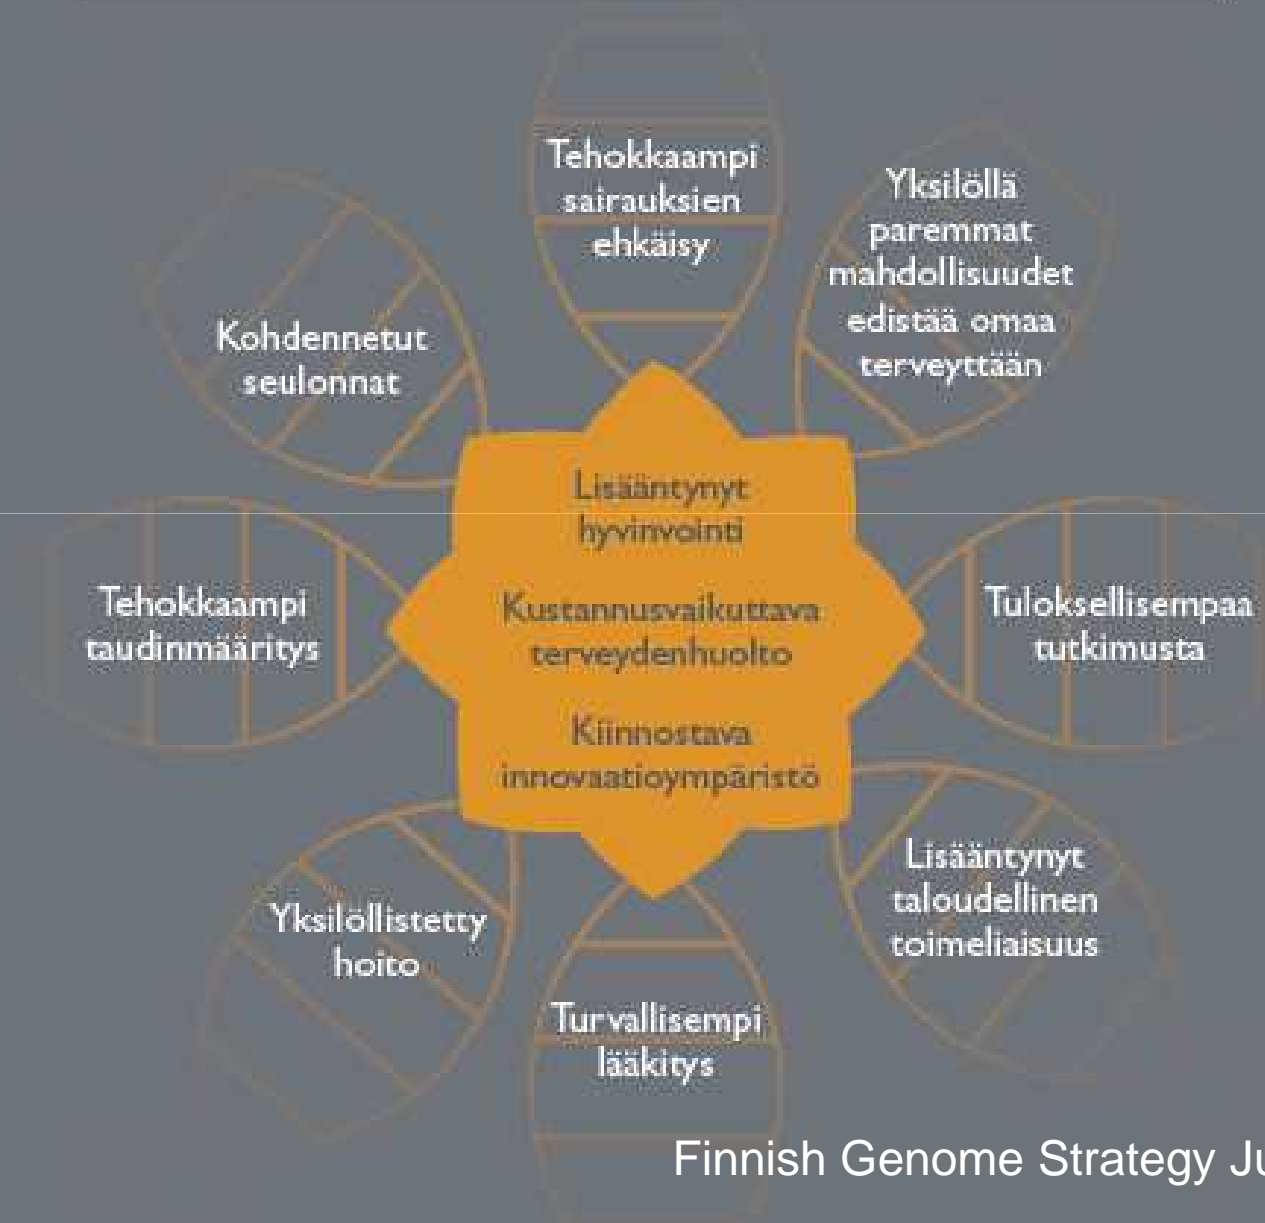 Tehokkaampi
sairauksien
ehkäisy
Yksilöllä
paremmat
mahdollisuudet
edistää omaa
terveyttään
Kohdennetut
seulonnat
Lisääntynyt
hyvinvointi
Kustannusvaikuttava
terveydenhuolto
Kiinnostava
innovaatioympäristö
Tehokkaampi
taudinmääritys
Tuloksellisempaa
tutkimusta
Yksilöllistetty
hoito
Lisääntynyt
taloudellinen
toimeliaisuus
Turvallisempi
lääkitys
Finnish Genome Strategy